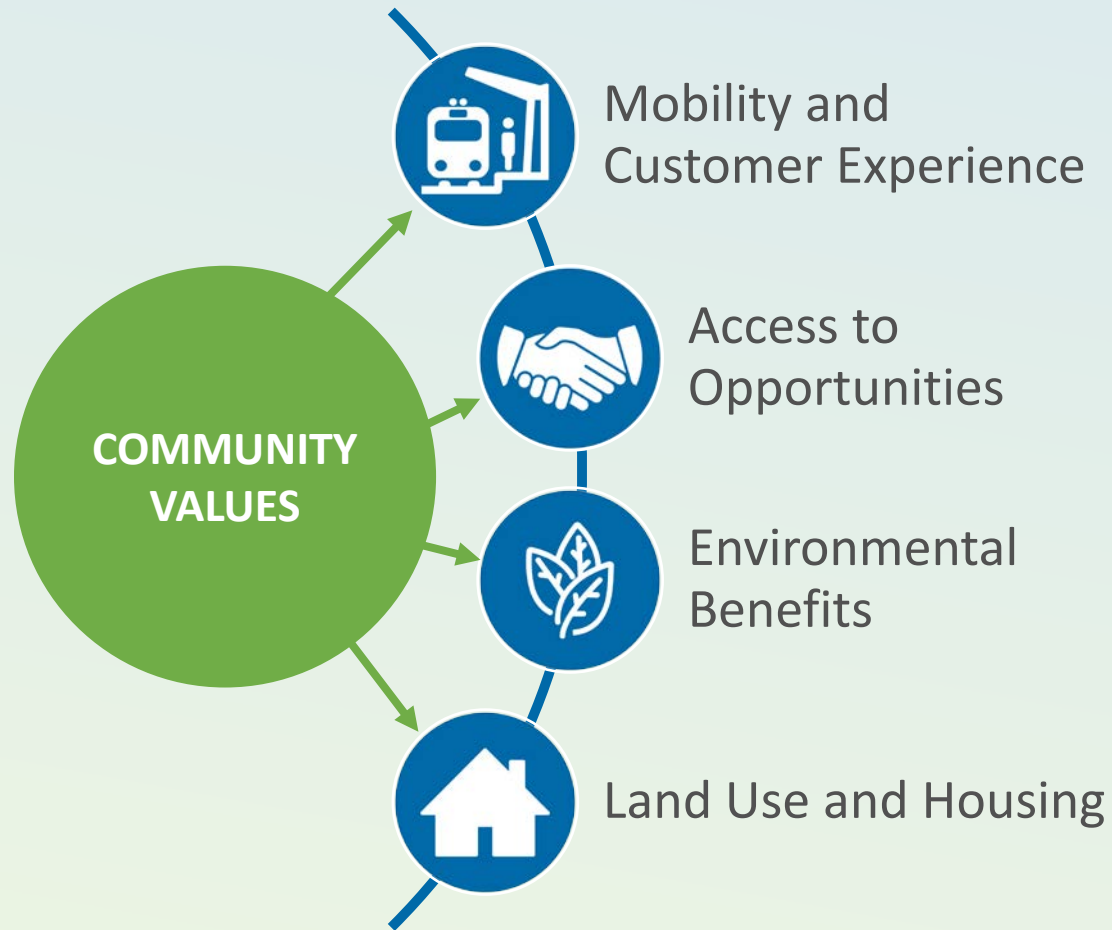 Mobility and
Customer Experience
Access to
Opportunities
COMMUNITY
VALUES
Environmental
Benefits
Land Use and Housing